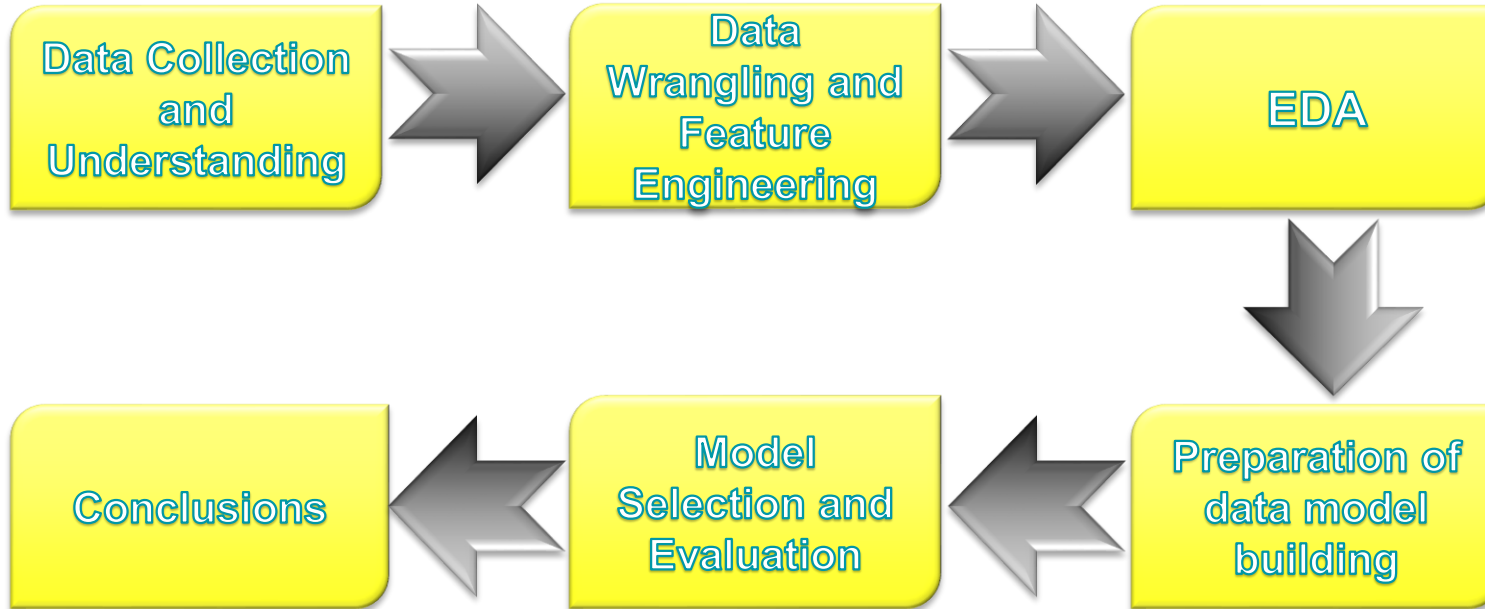 Data Collection
and
Understanding
Data
Wrangling and
Feature
Engineering
EDA
Preparation of
data model
building
Model
Selection and
Evaluation
Conclusions